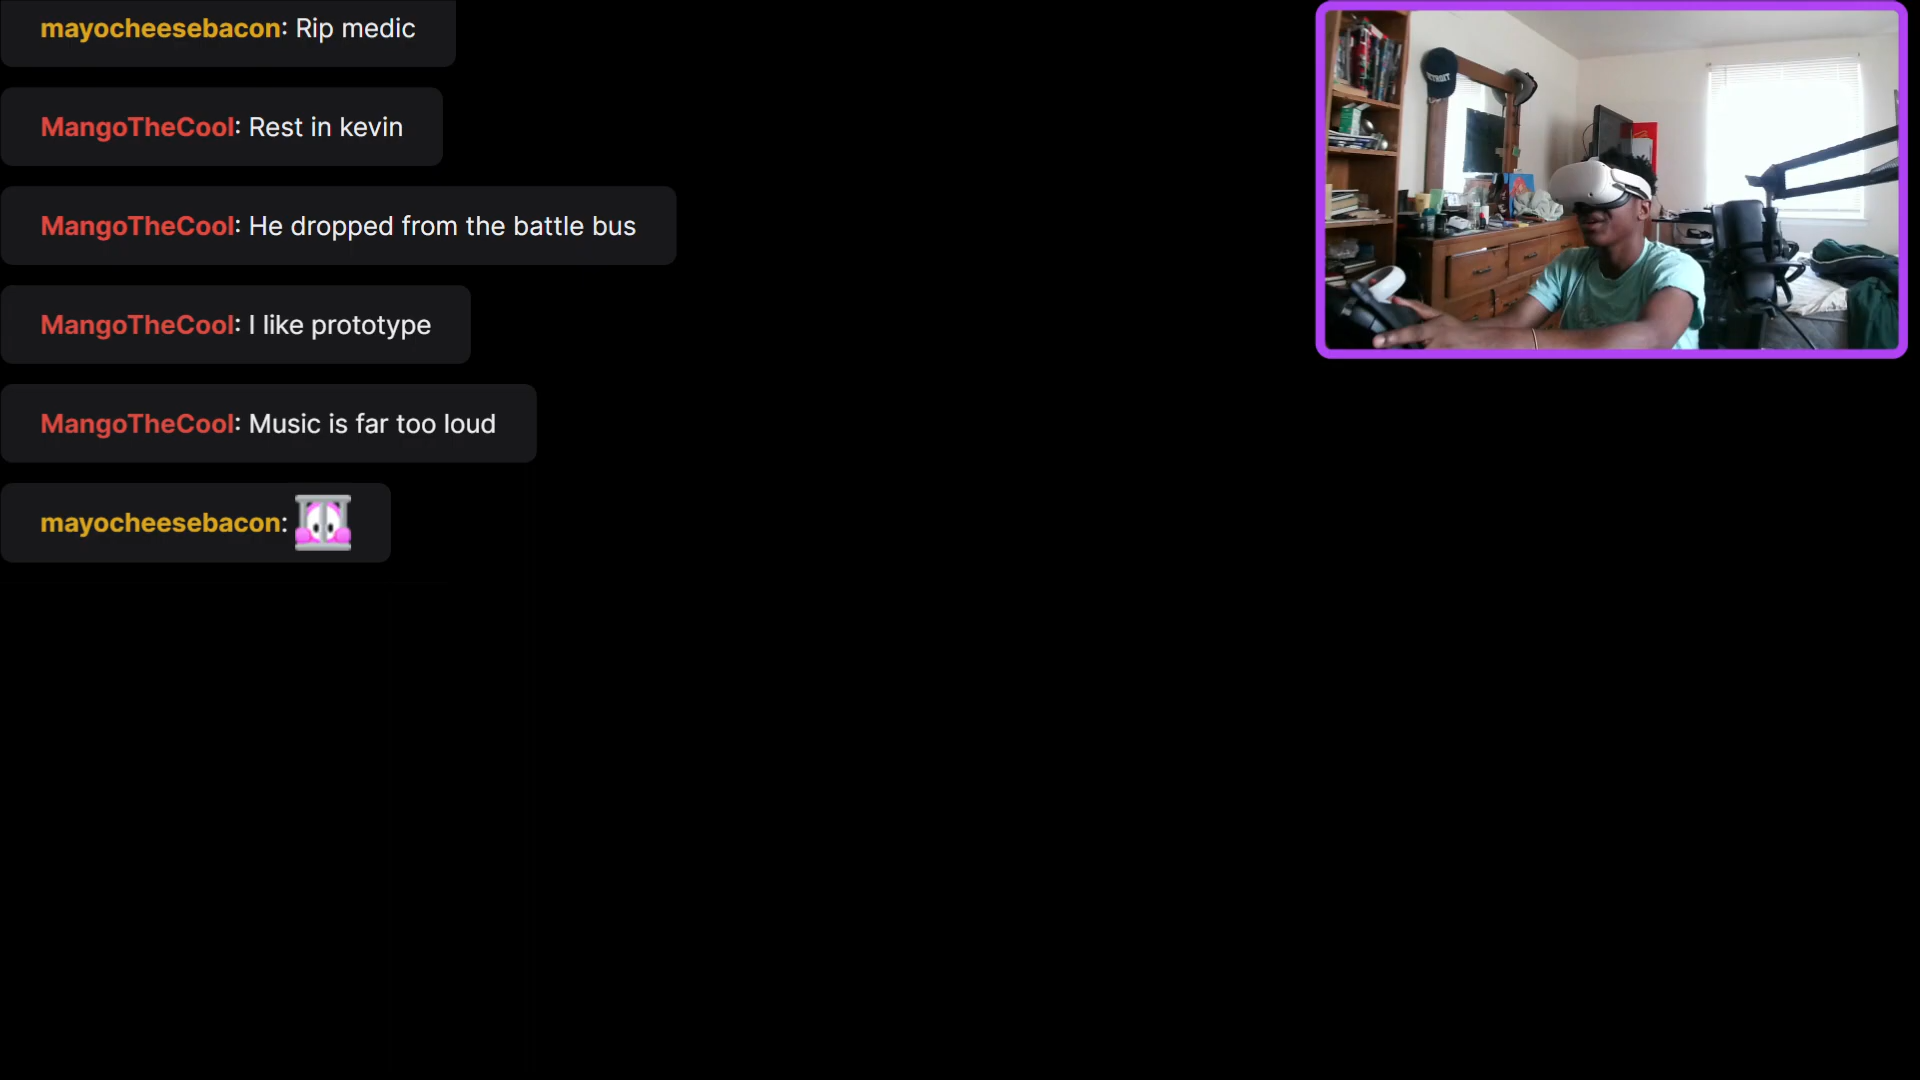 mayocheesebacon: Rip medic
MangoTheCool: Rest in kevin
MangoTheCool: He dropped from the battle bus
MangoTheCool: I like prototype
MangoTheCool: Music is far too loud
mayocheesebacon:
DETROIT